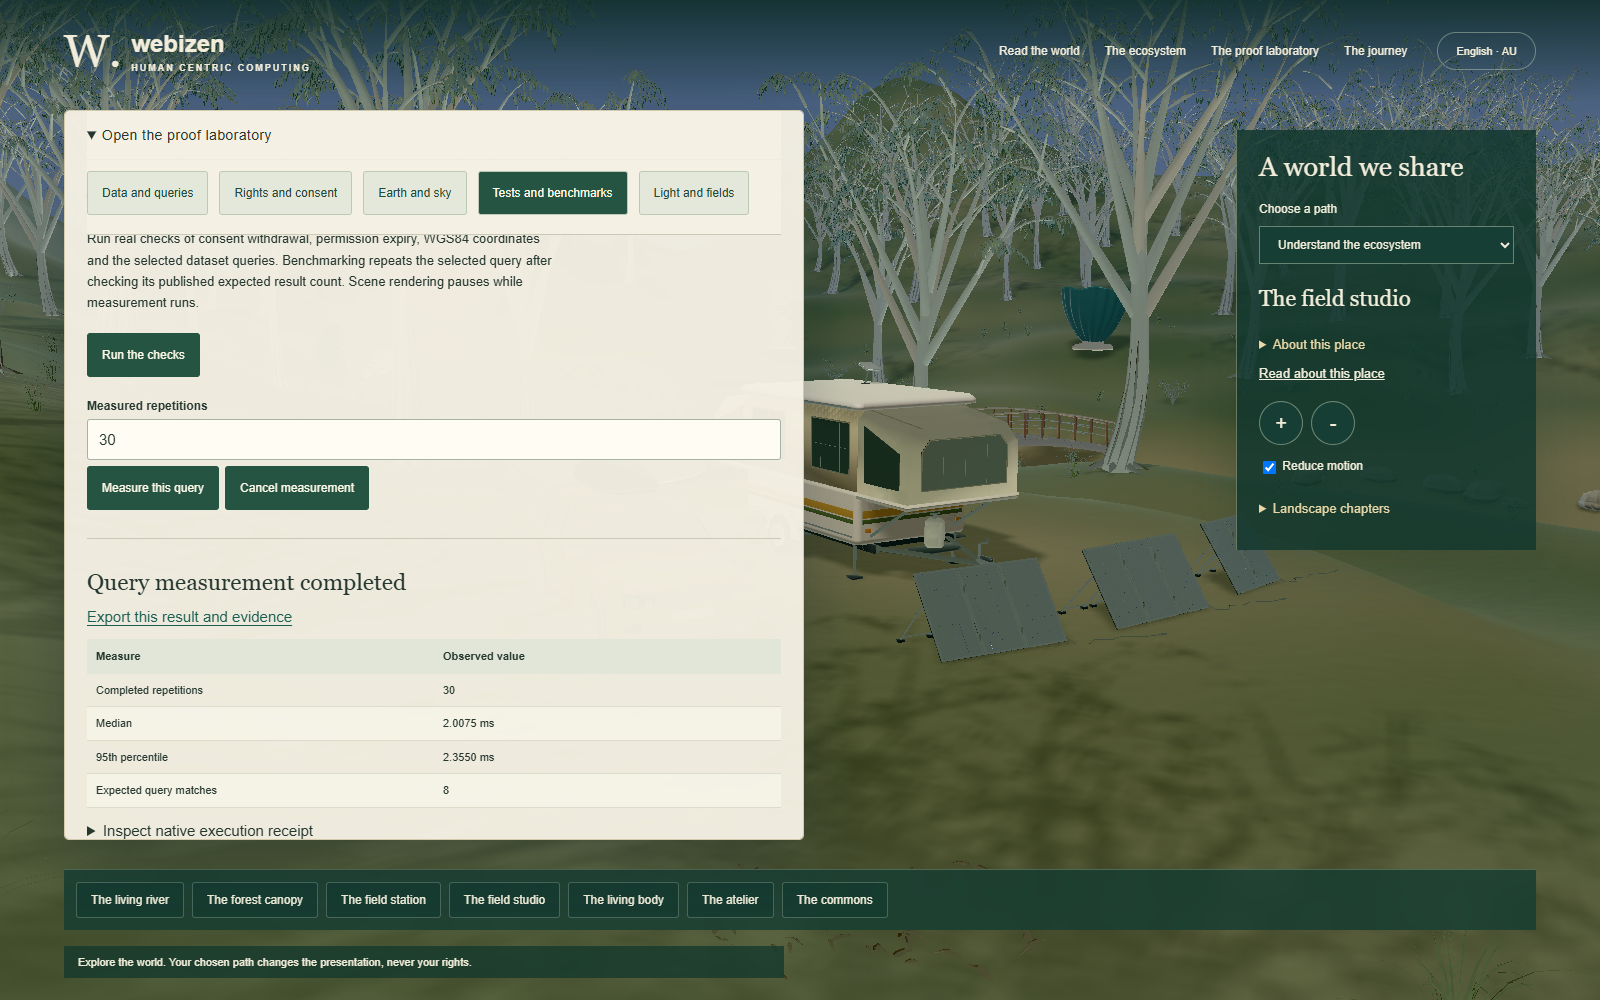 W.
webizen
HUMAN CENTRIC COMPUTING
Read the world
The ecosystem
The proof laboratory
The journey
English · AU
Open the proof laboratory
Data and queries
Rights and consent
Earth and sky
Tests and benchmarks
Light and fields
Run real checks of consent withdrawal, permission expiry, WGS84 coordinates
and the selected dataset queries. Benchmarking repeats the selected query after
checking its published expected result count. Scene rendering pauses while
measurement runs.
Run the checks
Measured repetitions
30
Measure this query
Cancel measurement
Query measurement completed
Export this result and evidence
Measure Observed value
Completed repetitions 30
Median 2.0075 ms
95th percentile 2.3550 ms
Expected query matches 8
Inspect native execution receipt
A world we share
Choose a path
Understand the ecosystem
The field studio
About this place
Read about this place
+ -
Reduce motion
Landscape chapters
The living river
The forest canopy
The field station
The field studio
The living body
The atelier
The commons
Explore the world. Your chosen path changes the presentation, never your rights.